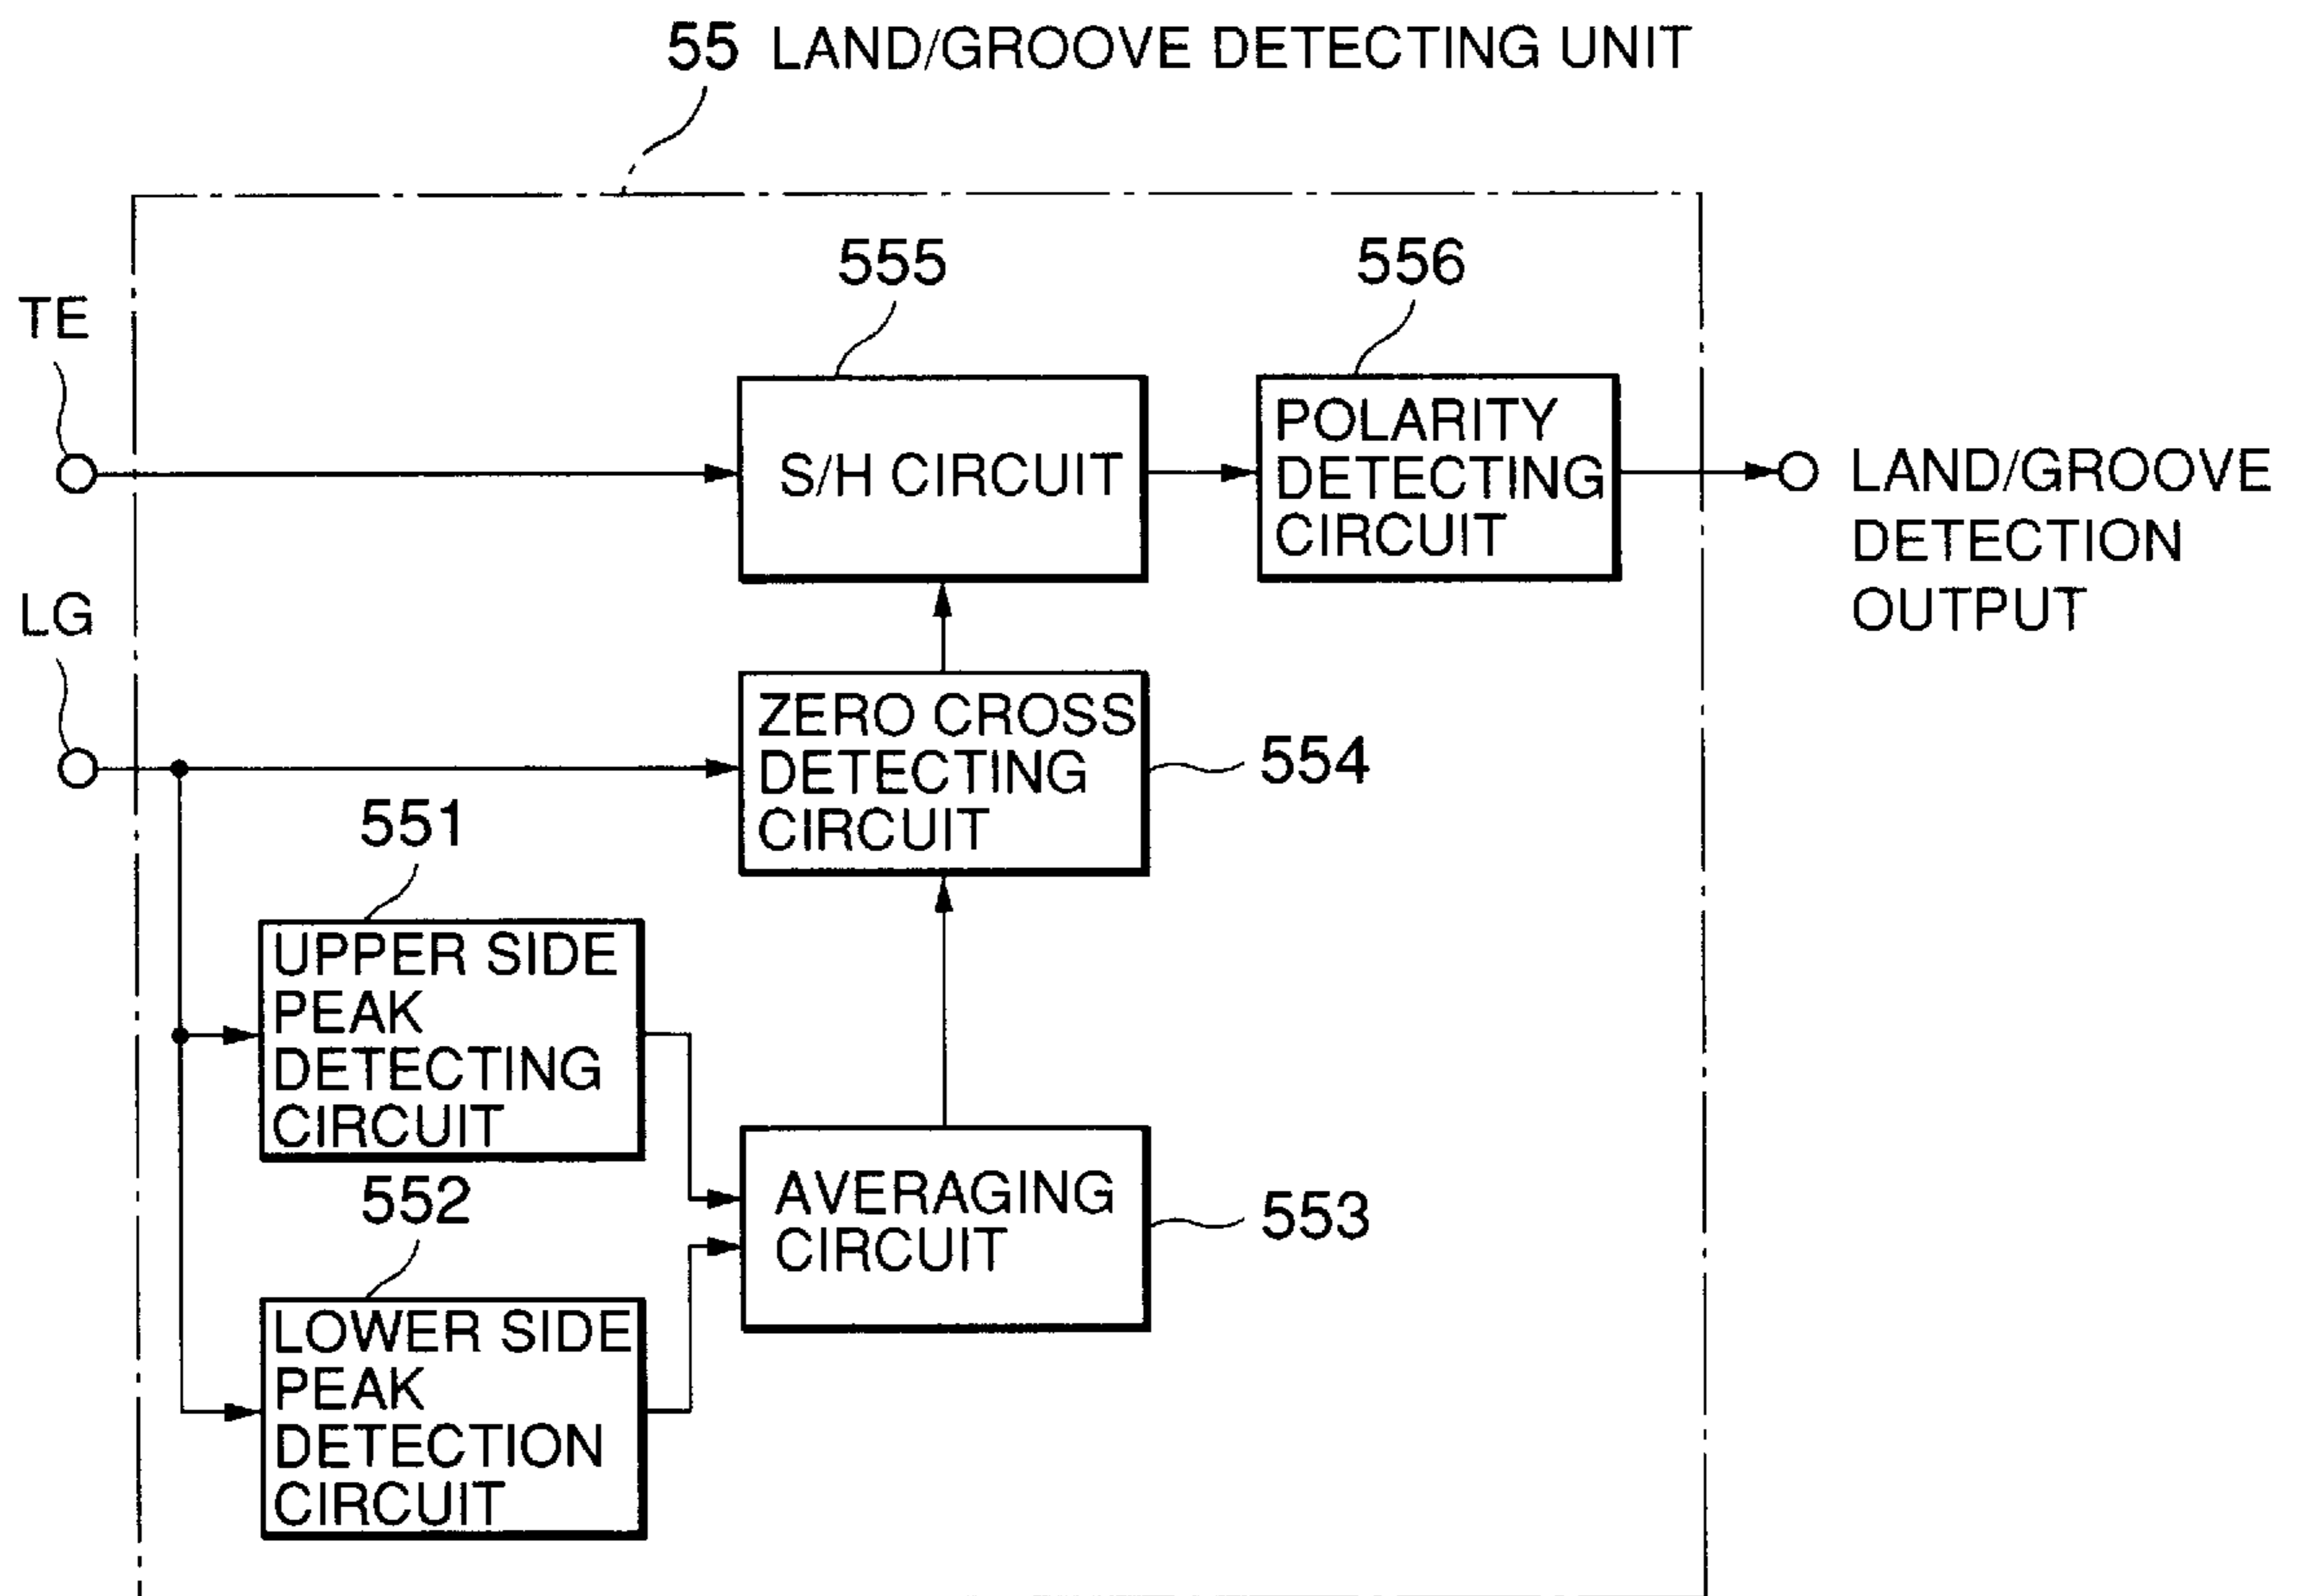 55 LAND/GROOVE DETECTING UNIT
555
556
TE
S/H CIRCUIT
POLARITY
DETECTING
CIRCUIT
LAND/GROOVE
DETECTION
OUTPUT
LG
ZERO CROSS
DETECTING
CIRCUIT
554
551
UPPER SIDE
PEAK
DETECTING
CIRCUIT
552
AVERAGING
CIRCUIT
553
LOWER SIDE
PEAK
DETECTION
CIRCUIT